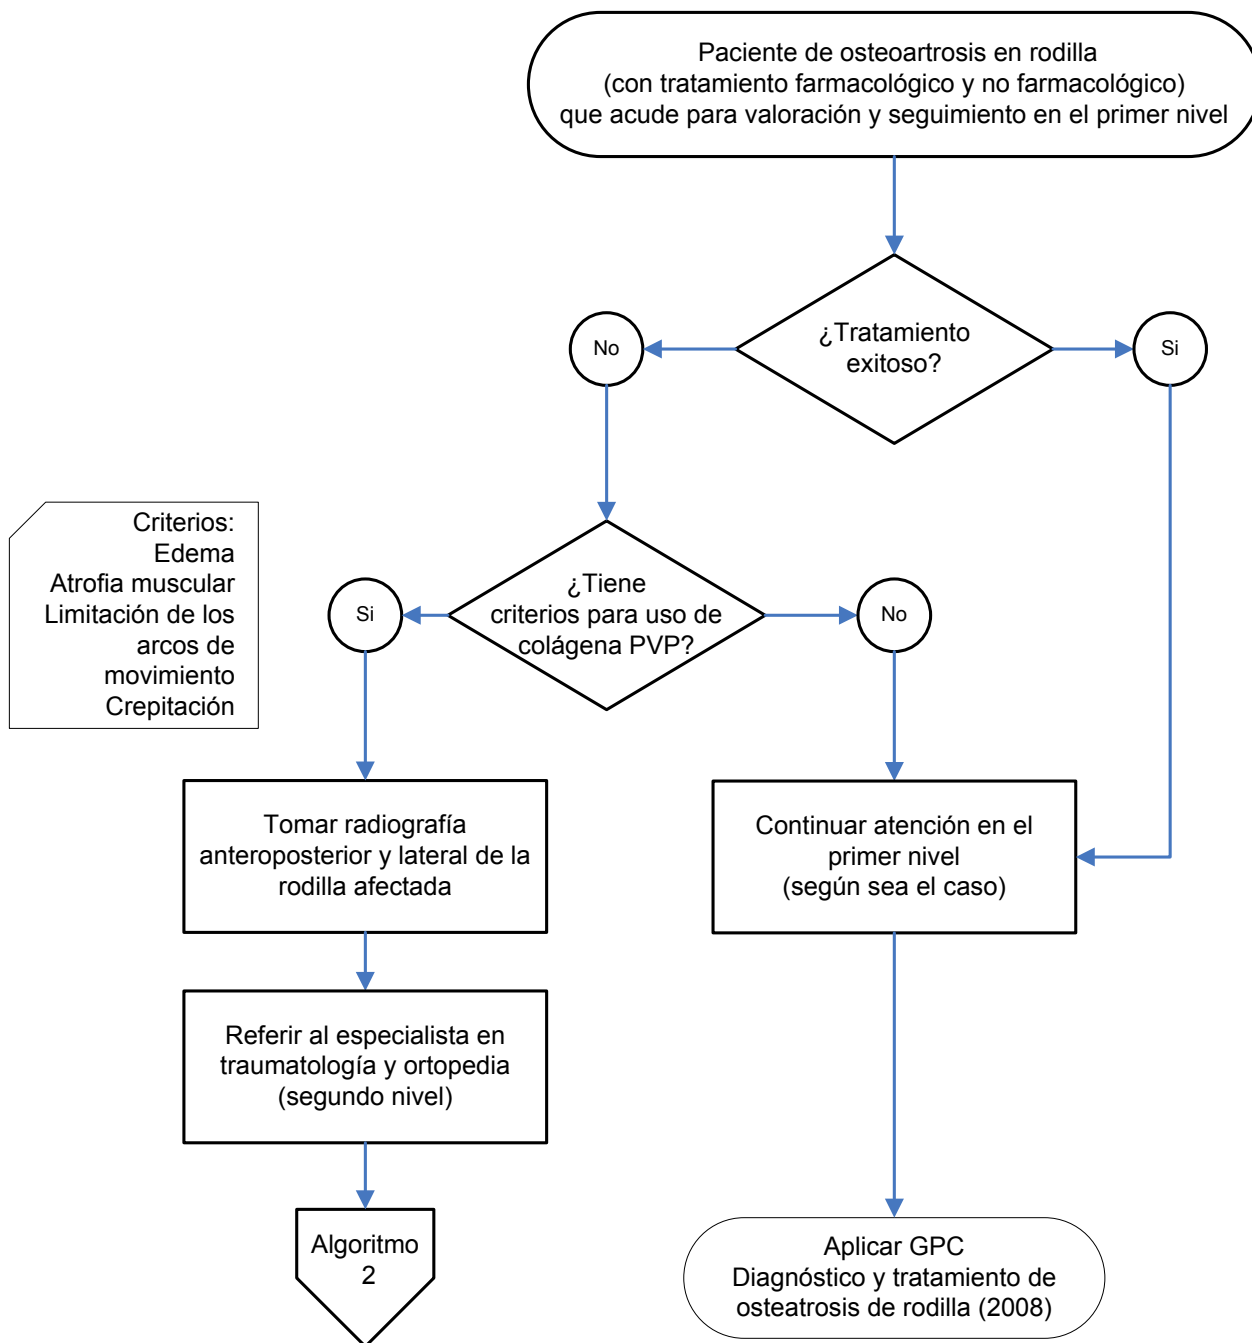 Paciente de osteoartrosis en rodilla
(con tratamiento farmacológico y no farmacológico)
que acude para valoración y seguimiento en el primer nivel
¿Tratamiento
exitoso?
No
Si
Criterios:
Edema
Atrofia muscular
Limitación de los
arcos de
movimiento
Crepitación
¿Tiene
criterios para uso de
colágena PVP?
Si
No
Tomar radiografía
anteroposterior y lateral de la
rodilla afectada
Continuar atención en el
primer nivel
(según sea el caso)
Referir al especialista en
traumatología y ortopedia
(segundo nivel)
Algoritmo
2
Aplicar GPC
Diagnóstico y tratamiento de
osteatrosis de rodilla (2008)